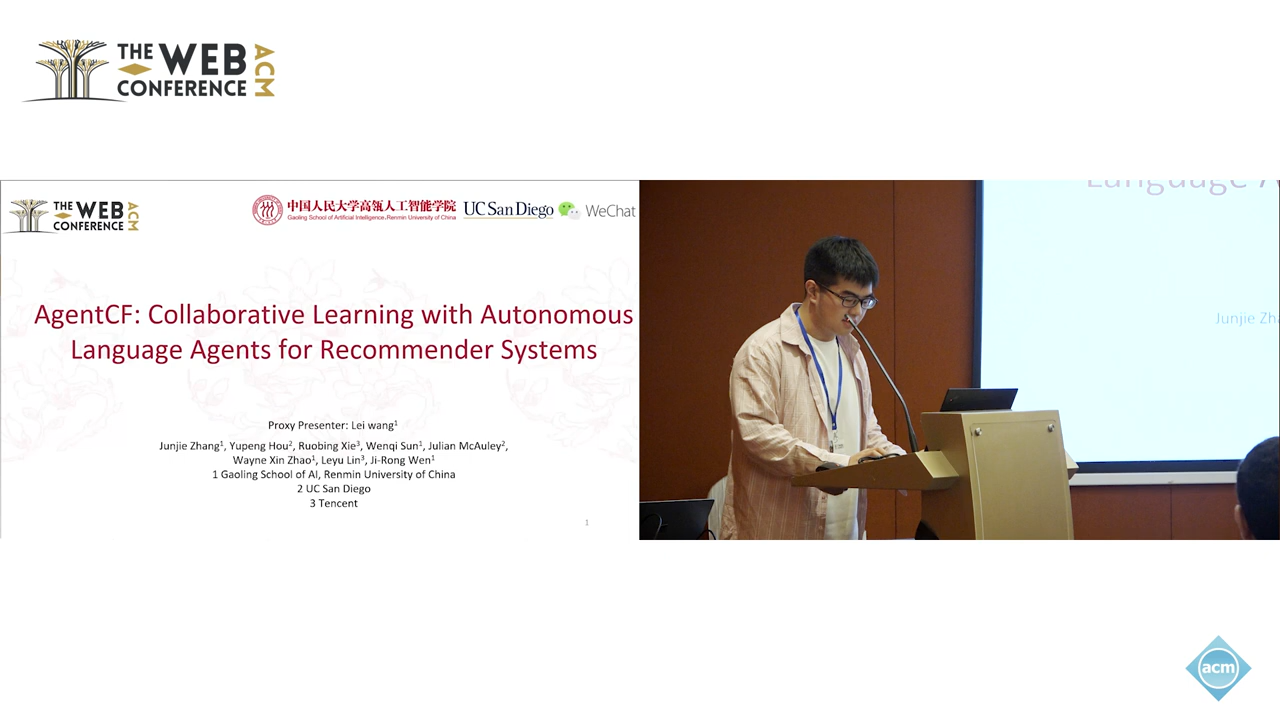 THE WEB CONFERENCE ACM
THE WEB CONFERENCE ACM
中国人民大学高瓴人工智能学院
Gaoling School of Artificial Intelligence,Renmin University of China
UC San Diego
WeChat
AgentCF: Collaborative Learning with Autonomous
Language Agents for Recommender Systems
Proxy Presenter: Lei wang1
Junjie Zhang1, Yupeng Hou2, Ruobing Xie3, Wenqi Sun1, Julian McAuley2,
Wayne Xin Zhao1, Leyu Lin3, Ji-Rong Wen1
1 Gaoling School of AI, Renmin University of China
2 UC San Diego
3 Tencent
1
Language A
Junjie Zha
acm